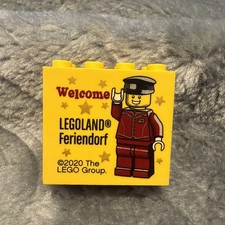 Welcome
LEGOLAND®
Feriendorf
©2020 The
LEGO Group.